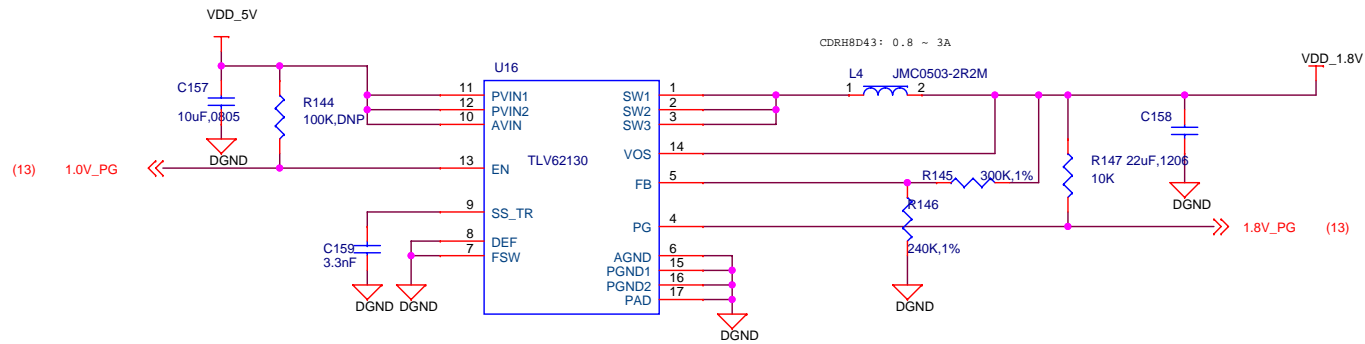 VDD_5V
CDRH8D43: 0.8 ~ 3A
VDD_1.8V
U16
L4 JMC0503-2R2M
C157
10uF,0805
R144
100K,DNP
11 PVIN1
12 PVIN2
10 AVIN
SW1 1
SW2 2
SW3 3
1 2
C158
DGND
VOS 14
TLV62130
(13) 1.0V_PG
13 EN
FB 5
R145 300K,1%
R147 22uF,1206
10K
DGND
R146
9 SS_TR
PG 4
1.8V_PG (13)
C159
3.3nF
8 DEF
7 FSW
240K,1%
AGND 6
PGND1 15
PGND2 16
PAD 17
DGND
DGND
DGND
DGND